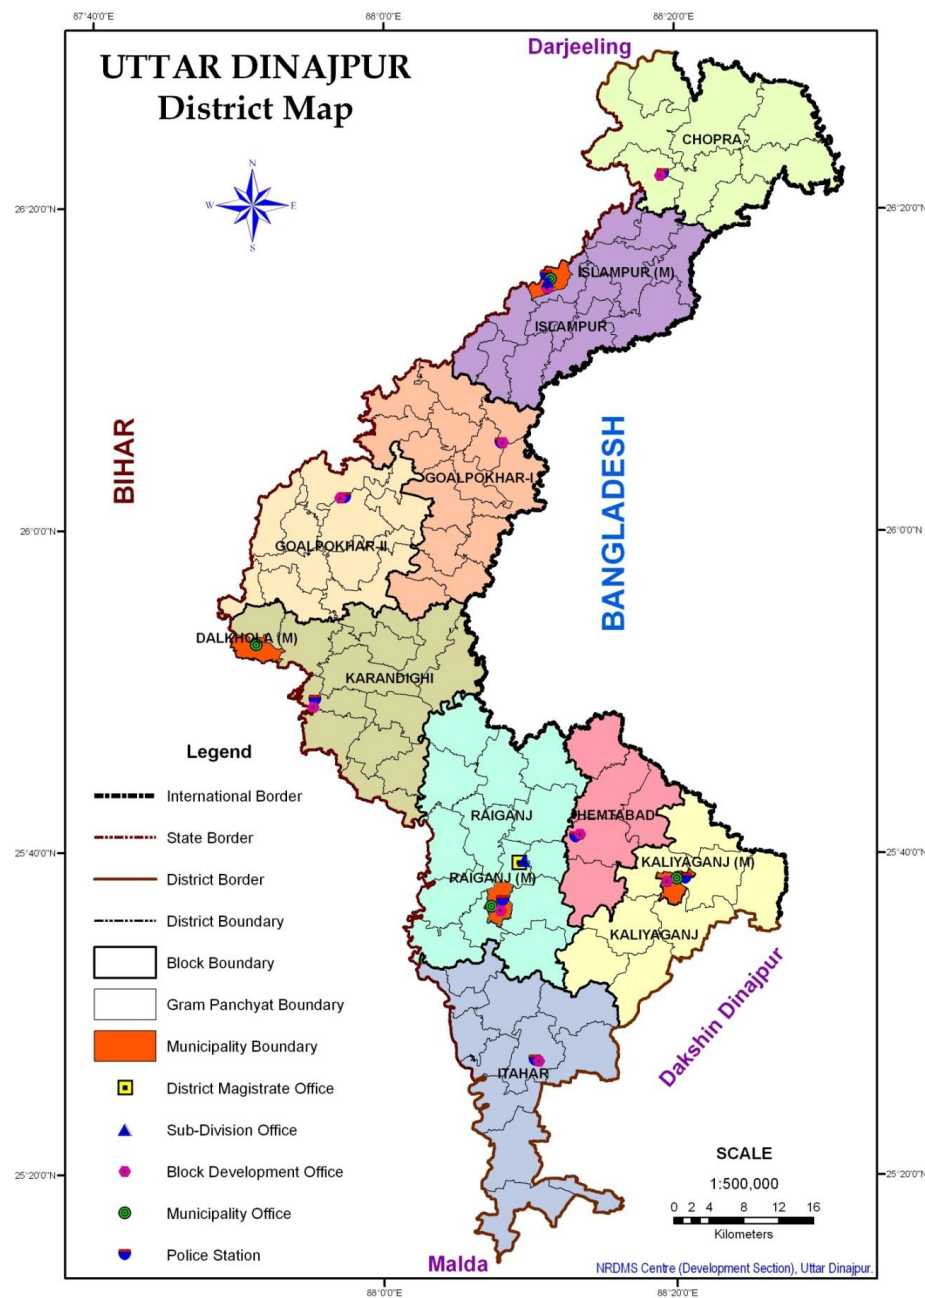 87°40'0"E
88°0'0"E
88°20'0"E
Darjeeling
UTTAR DINAJPUR
District Map
CHOPRA
N
W
E
S
26°20'0"N
26°20'0"N
ISLAMPUR (M)
ISLAMPUR
BIHAR
BANGLADESH
GOALPOKHAR-I
26°0'0"N
26°0'0"N
GOALPOKHAR-II
DALKHOLA (M)
KARANDIGHI
Legend
International Border
State Border
District Border
District Boundary
Block Boundary
Gram Panchyat Boundary
Municipality Boundary
District Magistrate Office
Sub-Division Office
Block Development Office
Municipality Office
Police Station
RAIGANJ
HEMTABAD
25°40'0"N
25°40'0"N
KALIYAGANJ (M)
RAIGANJ (M)
KALIYAGANJ
Dakshin Dinajpur
ITAHAR
SCALE
1:500,000
0 2 4 8 12 16
Kilometers
25°20'0"N
25°20'0"N
Malda
NRDMS Centre (Development Section), Uttar Dinajpur.
88°0'0"E
88°20'0"E